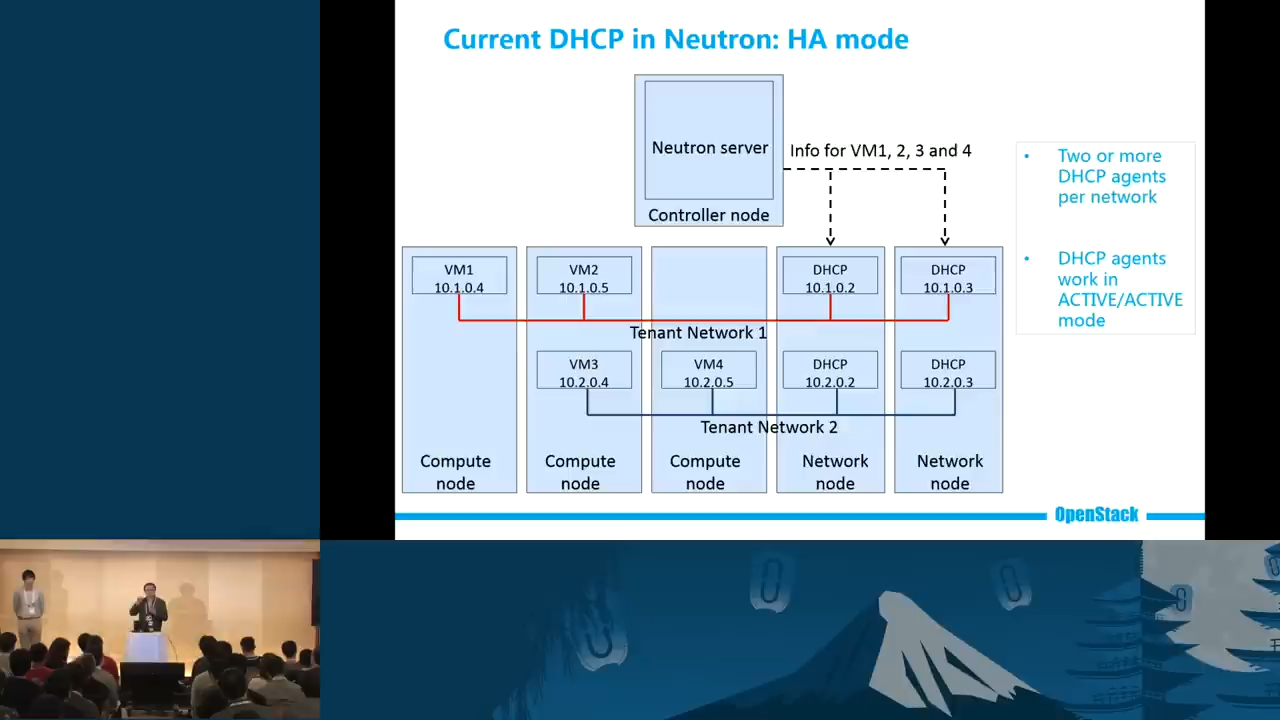 Current DHCP in Neutron: HA mode
Neutron server
Controller node
Info for VM1, 2, 3 and 4
• Two or more
DHCP agents
per network
• DHCP agents
work in
ACTIVE/ACTIVE
mode
VM1
10.1.0.4
VM2
10.1.0.5
DHCP
10.1.0.2
DHCP
10.1.0.3
Tenant Network 1
VM3
10.2.0.4
VM4
10.2.0.5
DHCP
10.2.0.2
DHCP
10.2.0.3
Tenant Network 2
Compute
node
Compute
node
Compute
node
Network
node
Network
node
OpenStack